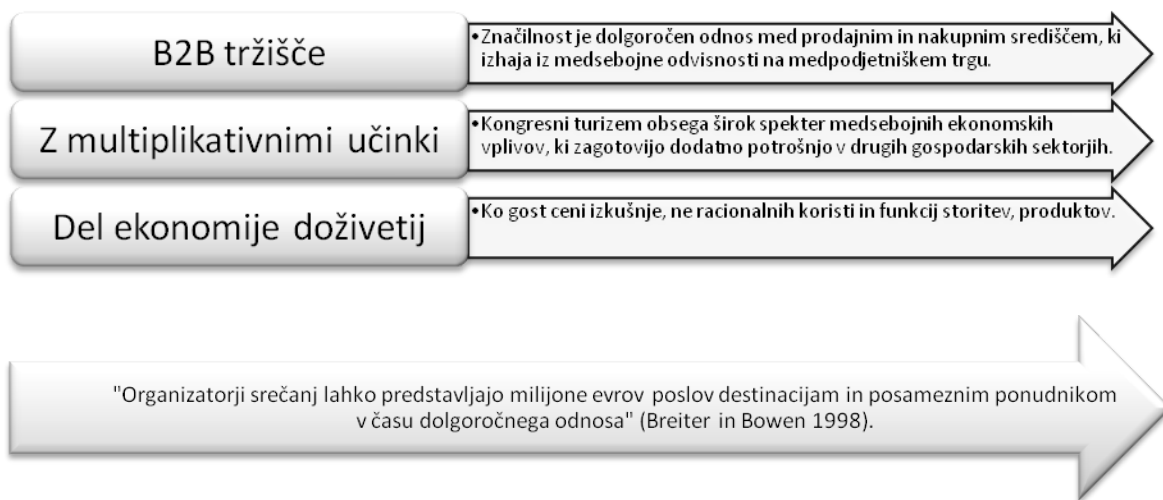 B2B tržišče
•Značilnost je dolgoročen odnos med prodajnim in nakupnim središčem, ki
izhaja iz medsebojne odvisnosti na medpodjetniškem trgu.
Z multiplikativnimi učinki
•Kongresni turizem obsega širok spekter medsebojnih ekonomskih
vplivov, ki zagotovijo dodatno potrošnjo v drugih gospodarskih sektorjih.
Del ekonomije doživetij
•Ko gost ceni izkušnje, ne racionalnih koristi in funkcij storitev, produktov.
"Organizatorji srečanj lahko predstavljajo milijone evrov poslov destinacijam in posameznim ponudnikom
v času dolgoročnega odnosa" (Breiter in Bowen 1998).